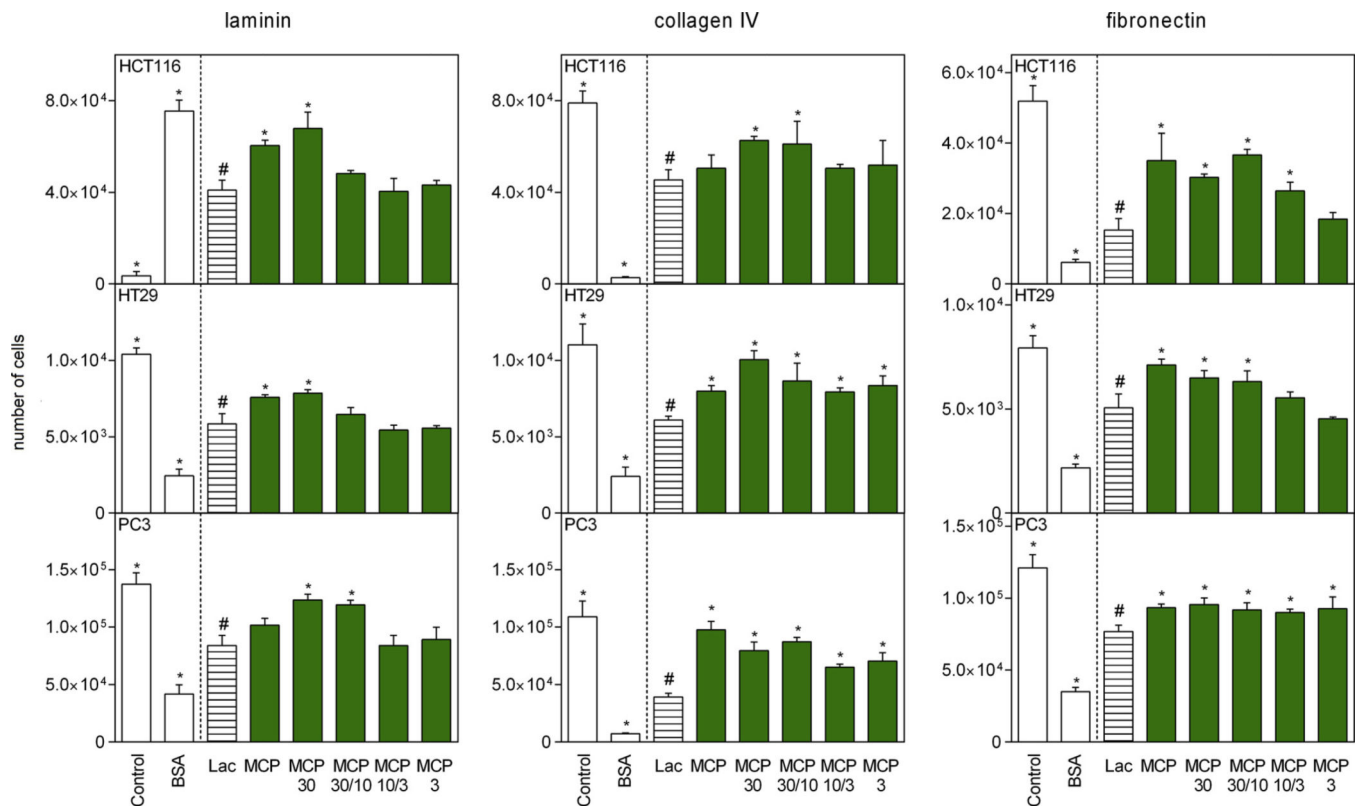 laminin
collagen IV
fibronectin
number of cells
HCT116
8.0×10⁴
4.0×10⁴
0
*
*
#
*
*
HCT116
8.0×10⁴
4.0×10⁴
0
*
*
#
*
*
HCT116
6.0×10⁴
4.0×10⁴
2.0×10⁴
0
*
*
#
*
*
*
*
HT29
1.0×10⁴
5.0×10³
0
*
*
#
*
*
HT29
1.0×10⁴
5.0×10³
0
*
*
#
*
*
*
*
*
HT29
1.0×10⁴
5.0×10³
0
*
*
#
*
*
*
PC3
1.5×10⁵
1.0×10⁵
5.0×10⁴
0
*
*
#
*
*
PC3
1.5×10⁵
1.0×10⁵
5.0×10⁴
0
*
*
#
*
*
*
*
*
PC3
1.5×10⁵
1.0×10⁵
5.0×10⁴
0
*
*
#
*
*
*
*
*
Control
BSA
Lac
MCP
MCP
30
MCP
30/10
MCP
10/3
MCP
3
Control
BSA
Lac
MCP
MCP
30
MCP
30/10
MCP
10/3
MCP
3
Control
BSA
Lac
MCP
MCP
30
MCP
30/10
MCP
10/3
MCP
3